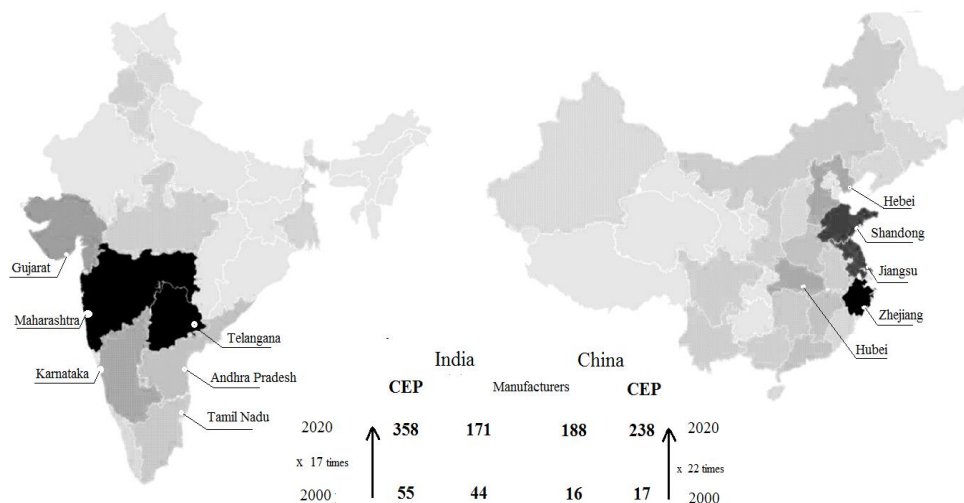 Gujarat
Maharashtra
Karnataka
Telangana
Andhra Pradesh
Tamil Nadu
Hebei
Shandong
Jiangsu
Zhejiang
Hubei
India China
CEP Manufacturers CEP
2020 358 171 188 238 2020
x 17 times x 22 times
2000 55 44 16 17 2000